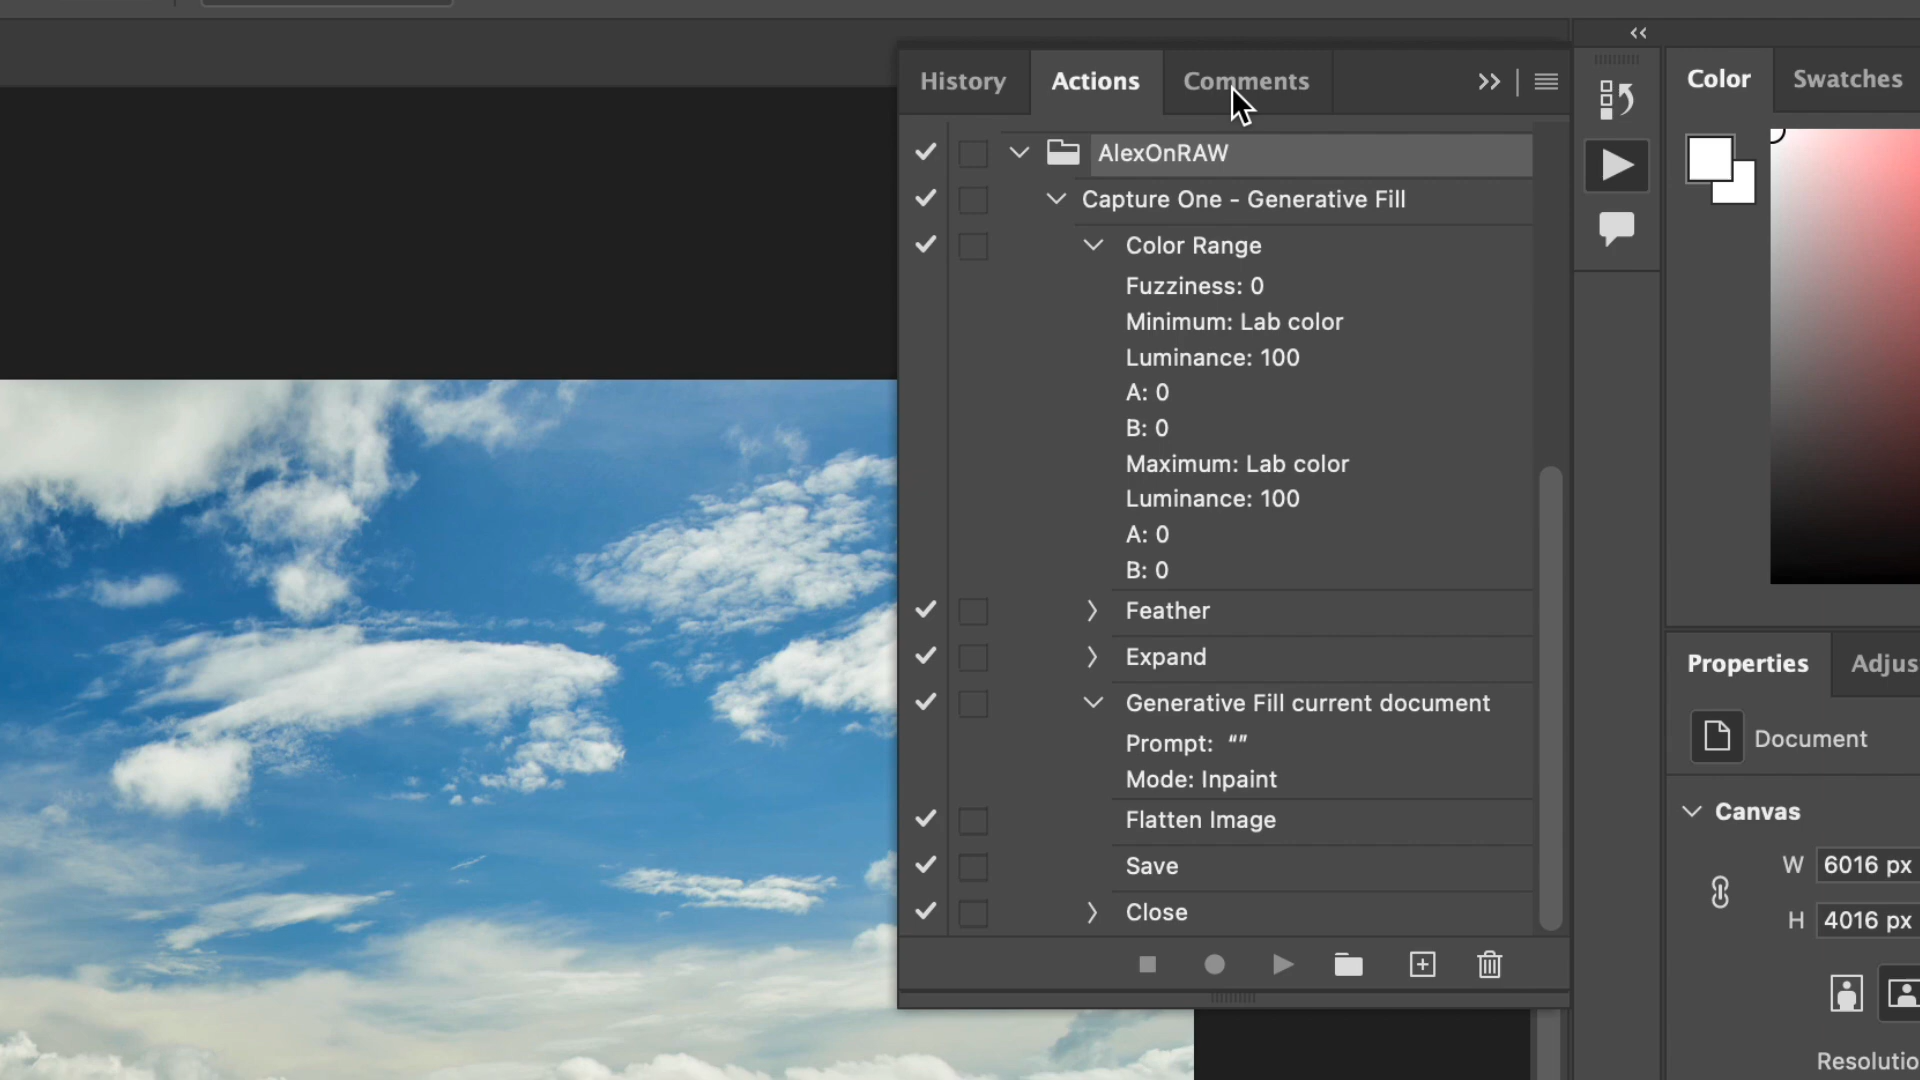 History
Actions
Comments
AlexOnRAW
Capture One - Generative Fill
Color Range
Fuzziness: 0
Minimum: Lab color
Luminance: 100
A: 0
B: 0
Maximum: Lab color
Luminance: 100
A: 0
B: 0
Feather
Expand
Generative Fill current document
Prompt: “”
Mode: Inpaint
Flatten Image
Save
Close
Color
Swatches
Properties
Adjus
Document
Canvas
W 6016 px
H 4016 px
Resolutio